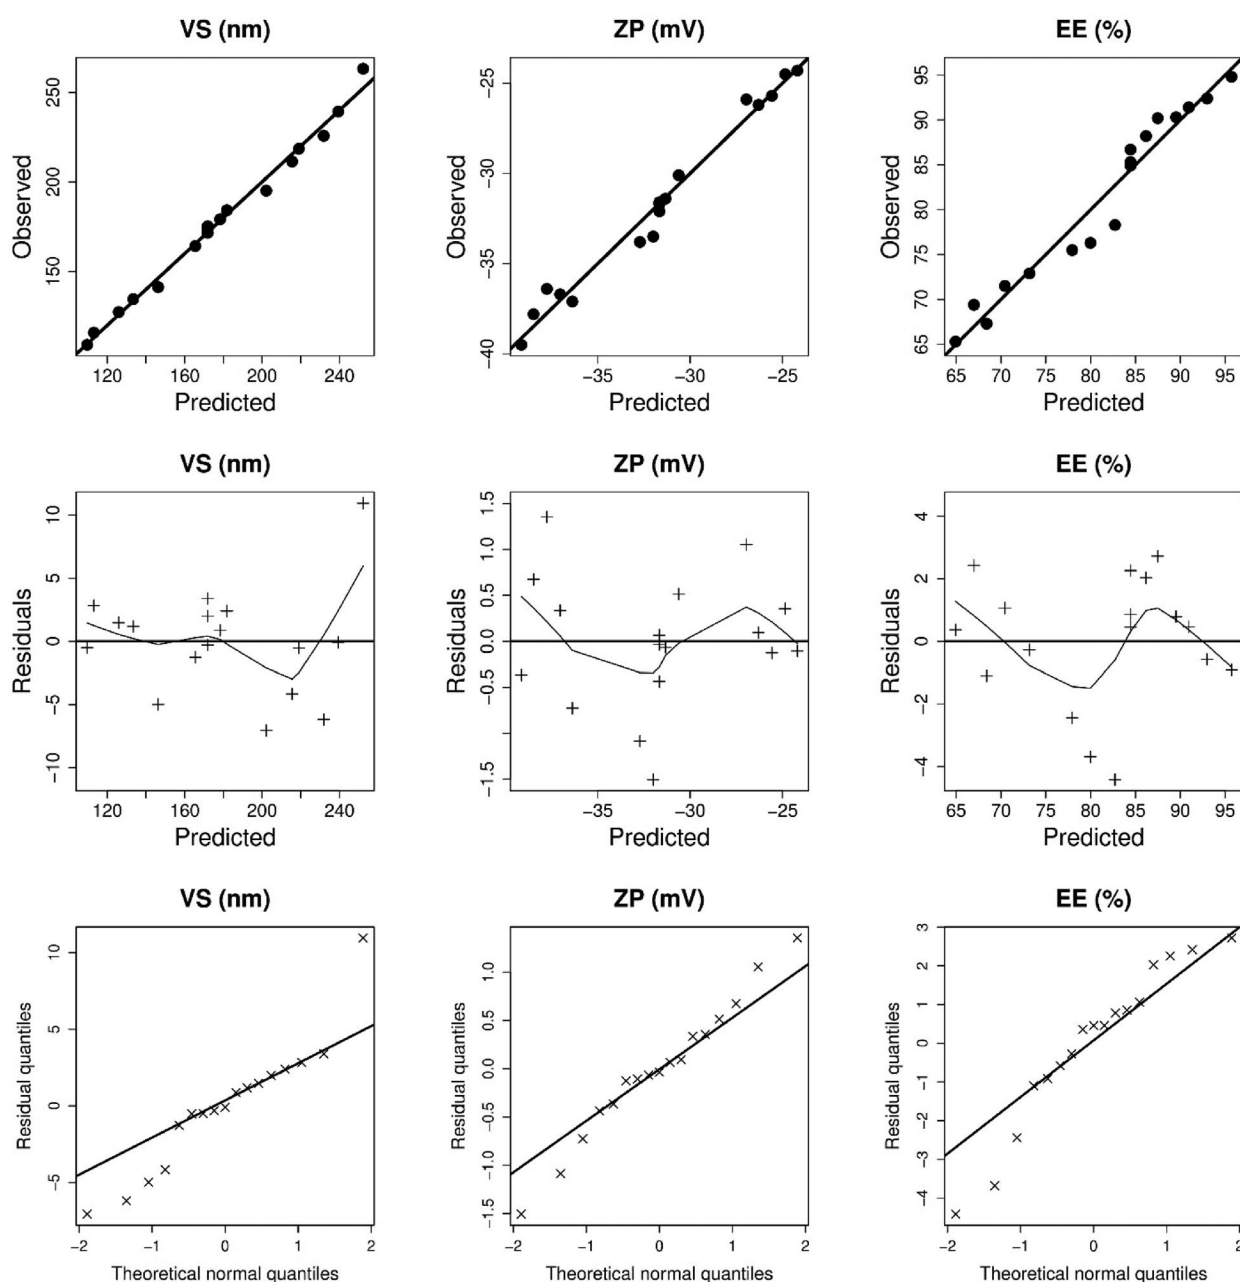 VS (nm) ZP (mV) EE (%)
Observed
250
200
150
120 160 200 240
Predicted
Observed
−25
−30
−35
−40
−35 −30 −25
Predicted
Observed
95
90
85
80
75
70
65
65 70 75 80 85 90 95
Predicted
VS (nm) ZP (mV) EE (%)
Residuals
10
5
0
−5
−10
120 160 200 240
Predicted
Residuals
1.5
1.0
0.5
0.0
−0.5
−1.5
−35 −30 −25
Predicted
Residuals
4
2
0
−2
−4
65 70 75 80 85 90 95
Predicted
VS (nm) ZP (mV) EE (%)
Residual quantiles
10
5
0
−5
−2 −1 0 1 2
Theoretical normal quantiles
Residual quantiles
1.0
0.5
0.0
−0.5
−1.0
−1.5
−2 −1 0 1 2
Theoretical normal quantiles
Residual quantiles
3
2
1
0
−1
−2
−3
−4
−2 −1 0 1 2
Theoretical normal quantiles